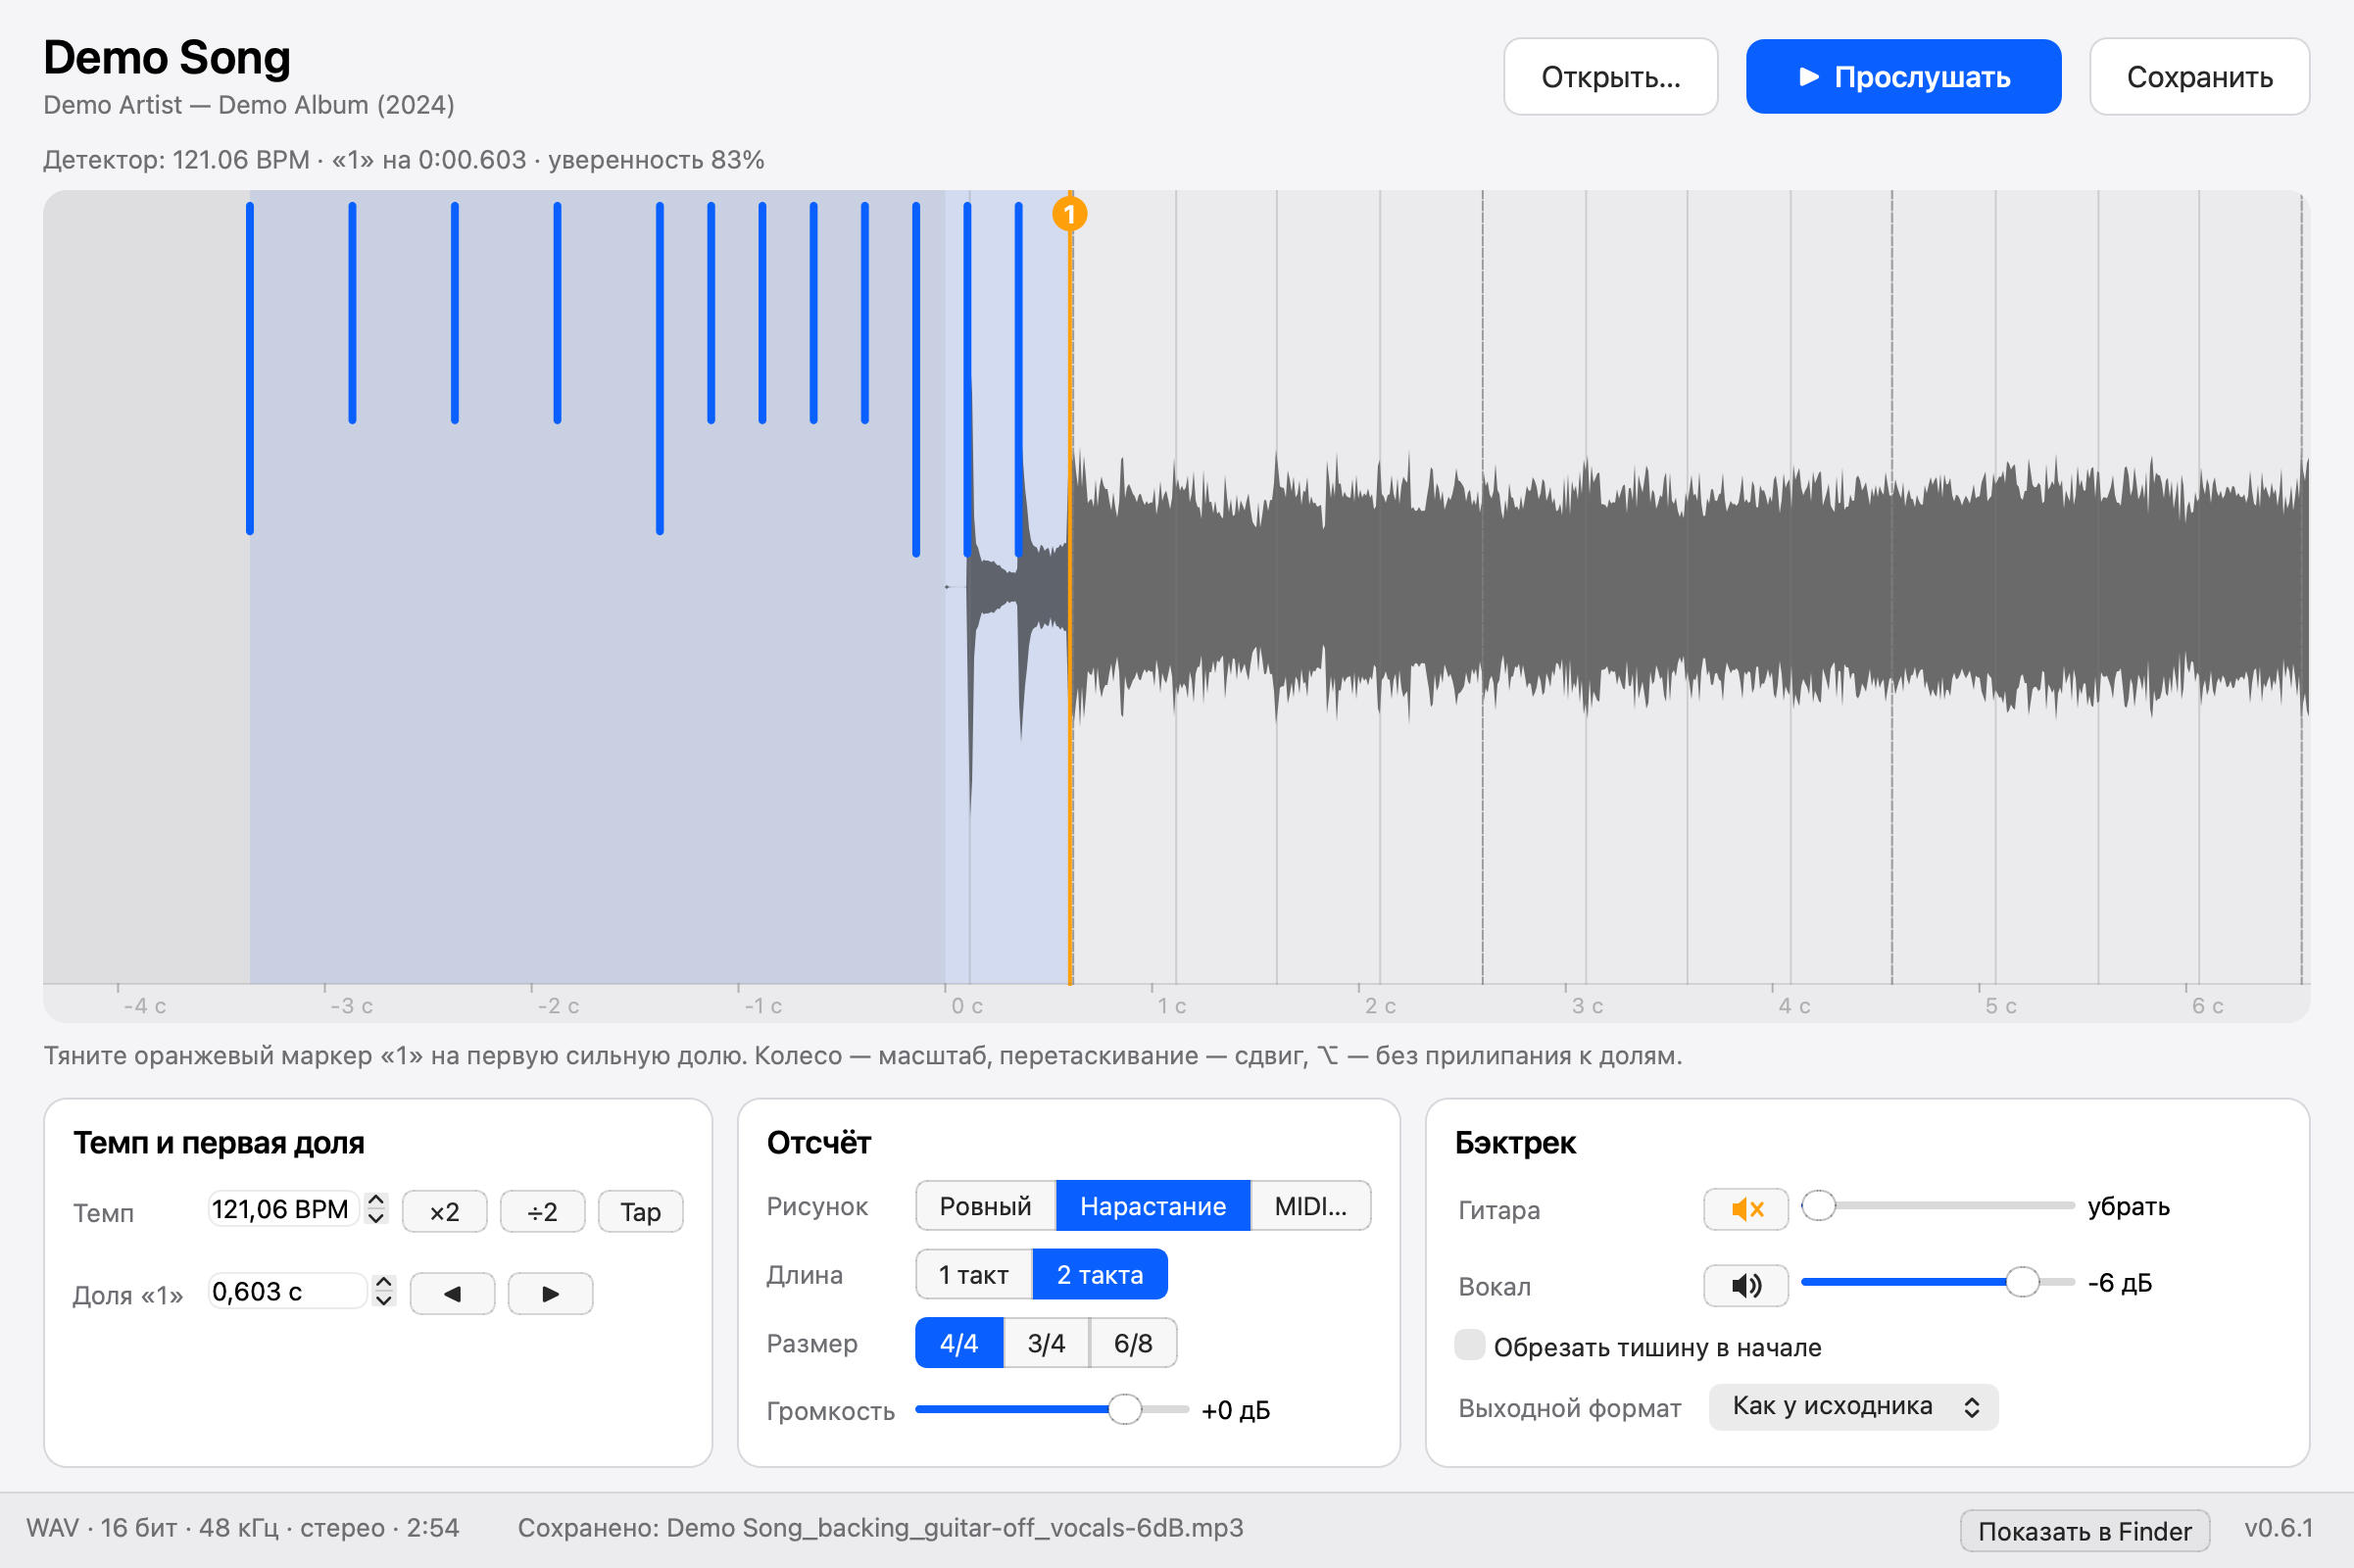 Demo Song
Demo Artist — Demo Album (2024)
Открыть...
▶ Прослушать
Сохранить
Детектор: 121.06 BPM · «1» на 0:00.603 · уверенность 83%
1
-4 с
-3 с
-2 с
-1 с
0 с
1 с
2 с
3 с
4 с
5 с
6 с
Тяните оранжевый маркер «1» на первую сильную долю. Колесо — масштаб, перетаскивание — сдвиг, ⌥ — без прилипания к долям.
Темп и первая доля
Темп 121,06 BPM ×2 ÷2 Tap
Доля «1» 0,603 с ◀ ▶
Отсчёт
Рисунок Ровный Нарастание MIDI...
Длина 1 такт 2 такта
Размер 4/4 3/4 6/8
Громкость +0 дБ
Бэктрек
Гитара убрать
Вокал -6 дБ
Обрезать тишину в начале
Выходной формат Как у исходника
WAV · 16 бит · 48 кГц · стерео · 2:54
Сохранено: Demo Song_backing_guitar-off_vocals-6dB.mp3
Показать в Finder
v0.6.1